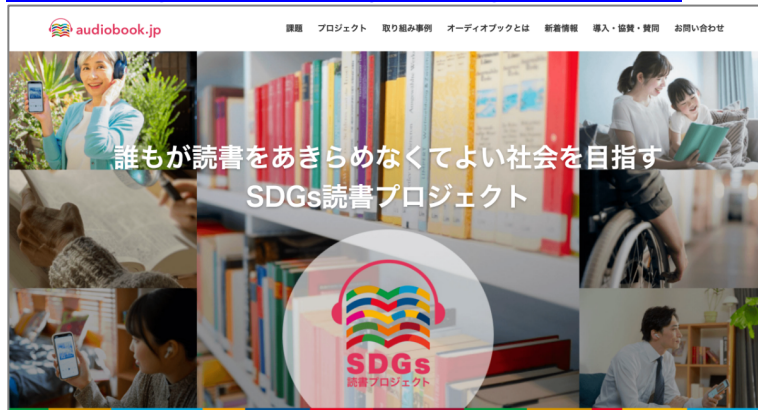 audiobook.jp
課題 プロジェクト 取り組み事例 オーディオブックとは 新着情報 導入・協賛・賛同 お問い合わせ
誰もが読書をあきらめなくてよい社会を目指す
SDGs読書プロジェクト
SDGs
読書プロジェクト